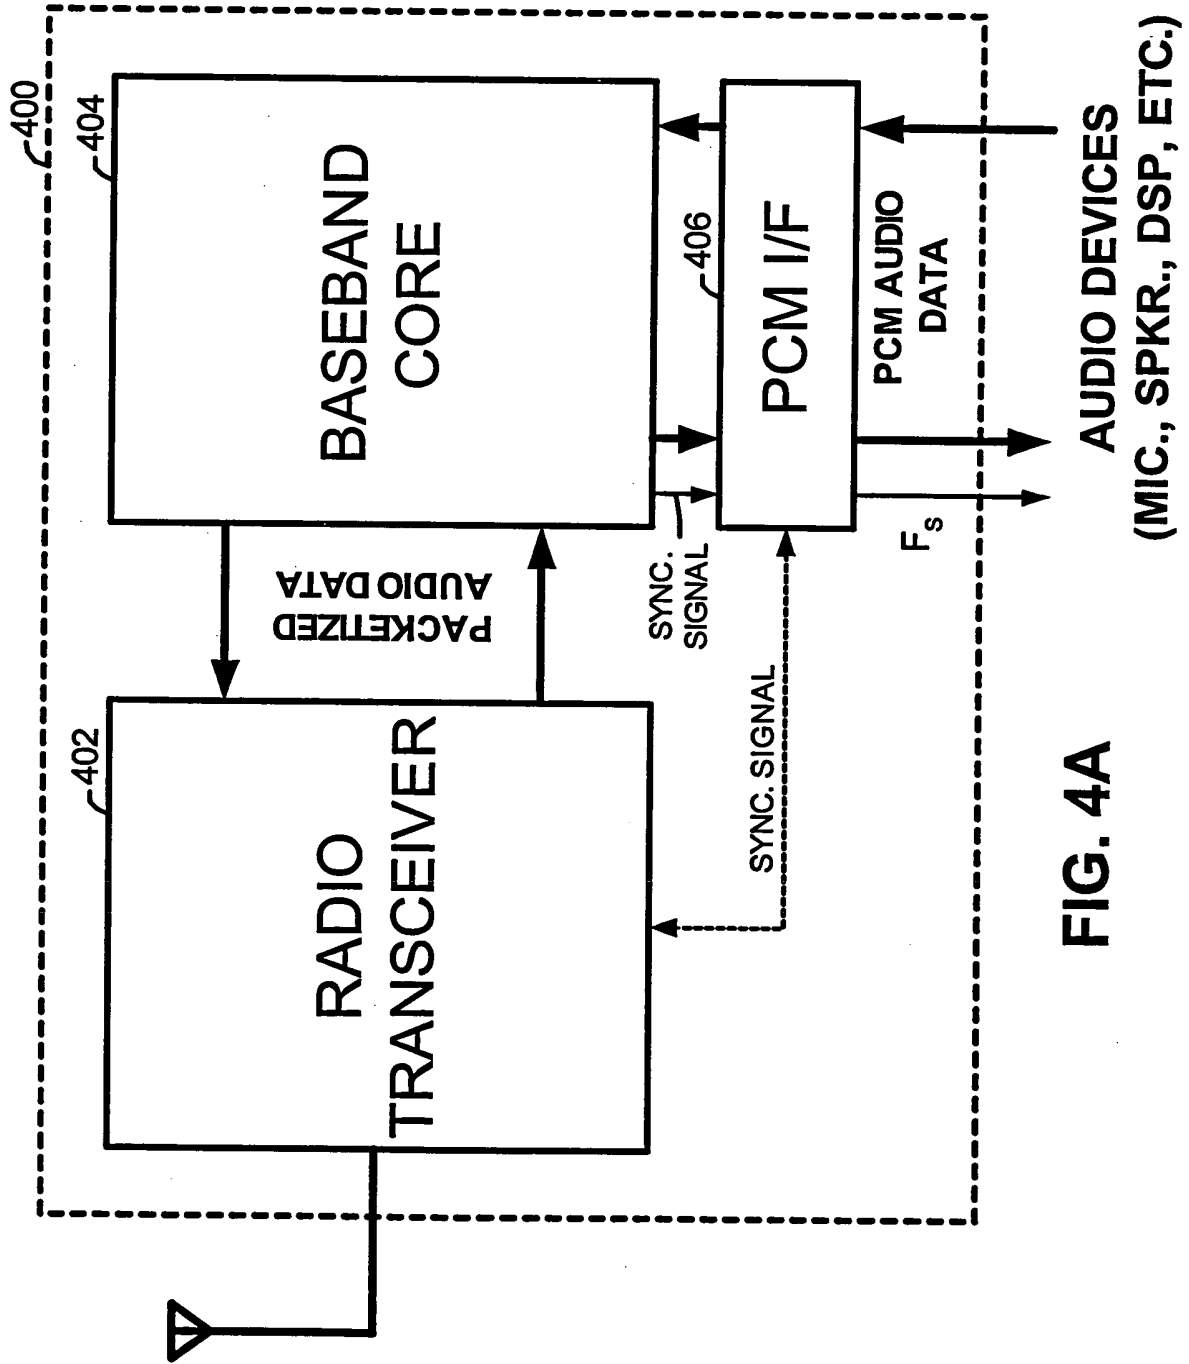 400
402
404
RADIO
TRANSCEIVER
PACKETIZED
AUDIO DATA
BASEBAND
CORE
SYNC.
SIGNAL
406
SYNC. SIGNAL
PCM I/F
F_S
PCM AUDIO
DATA
AUDIO DEVICES
(MIC., SPKR., DSP, ETC.)
FIG. 4A